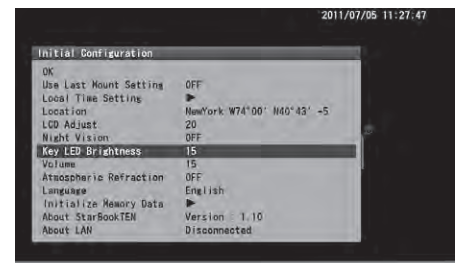 2011/07/05 11:27:47
Initial Configuration
OK
Use Last Mount Setting OFF
Local Time Setting ▶
Location NewYork W74°00' N40°43' -5
LCD Adjust 20
Night Vision OFF
Key LED Brightness 15
Volume 15
Atmospheric Refraction OFF
Language English
Initialize Memory Data ▶
About StarBookTEN Version 1.10
About LAN Disconnected